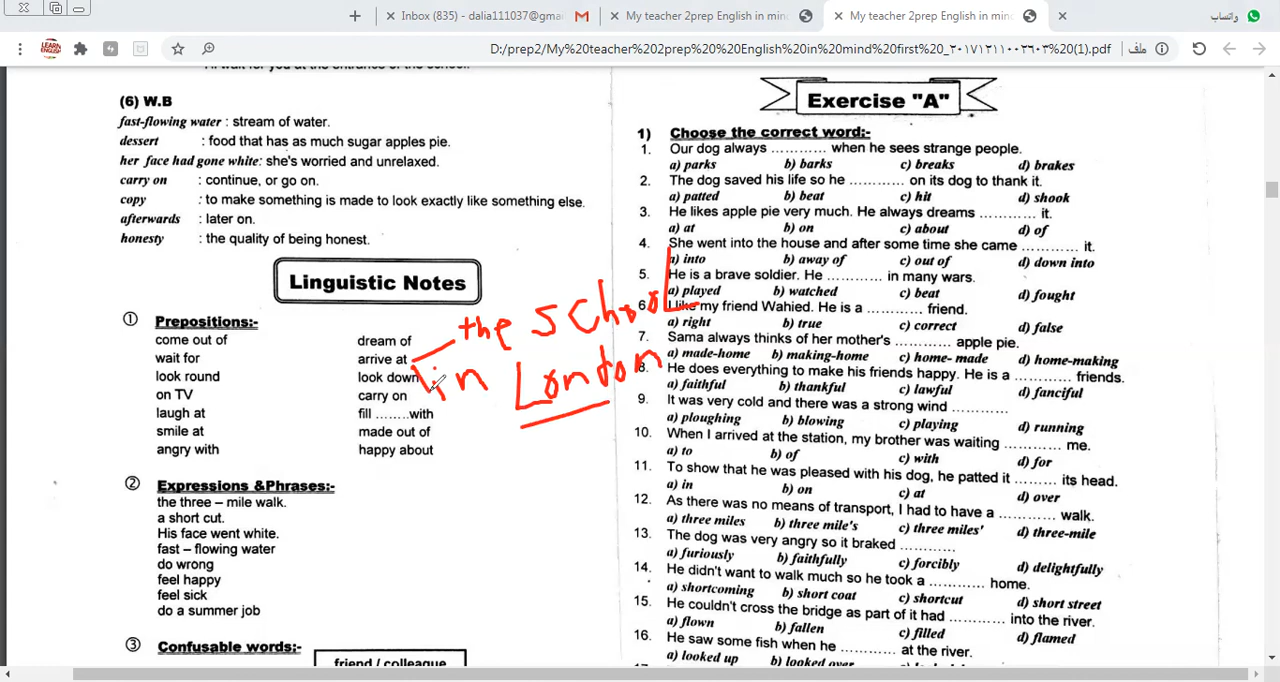 Inbox (835) - dalia111037@gmai
My teacher 2prep English in mind
My teacher 2prep English in mind
واتساب
LEARN ENGLISH
D:/prep2/My%20teacher%202prep%20%20English%20in%20mind%20first%20_٢٠١٧١٢١١٠٠٢٦٠٣%20(1).pdf
ملف
I'll wait for you at the entrance of the school.
(6) W.B
fast-flowing water : stream of water.
dessert : food that has as much sugar apples pie.
her face had gone white: she's worried and unrelaxed.
carry on : continue, or go on.
copy : to make something is made to look exactly like something else.
afterwards : later on.
honesty : the quality of being honest.
Linguistic Notes
① Prepositions:-
come out of dream of
wait for arrive at
look round look down
on TV carry on
laugh at fill ........with
smile at made out of
angry with happy about
the school
in London
② Expressions &Phrases:-
the three – mile walk.
a short cut.
His face went white.
fast – flowing water
do wrong
feel happy
feel sick
do a summer job
③ Confusable words:-
friend / colleague
Exercise "A"
1) Choose the correct word:-
1. Our dog always ........... when he sees strange people.
a) parks b) barks c) breaks d) brakes
2. The dog saved his life so he ........... on its dog to thank it.
a) patted b) beat c) hit d) shook
3. He likes apple pie very much. He always dreams ........... it.
a) at b) on c) about d) of
4. She went into the house and after some time she came ........... it.
a) into b) away of c) out of d) down into
5. He is a brave soldier. He ........... in many wars.
a) played b) watched c) beat d) fought
6. I like my friend Wahied. He is a ........... friend.
a) right b) true c) correct d) false
7. Sama always thinks of her mother's ........... apple pie.
a) made-home b) making-home c) home- made d) home-making
8. He does everything to make his friends happy. He is a ........... friends.
a) faithful b) thankful c) lawful d) fanciful
9. It was very cold and there was a strong wind ...........
a) ploughing b) blowing c) playing d) running
10. When I arrived at the station, my brother was waiting ........... me.
a) to b) of c) with d) for
11. To show that he was pleased with his dog, he patted it ........... its head.
a) in b) on c) at d) over
12. As there was no means of transport, I had to have a ........... walk.
a) three miles b) three mile's c) three miles' d) three-mile
13. The dog was very angry so it braked ...........
a) furiously b) faithfully c) forcibly d) delightfully
14. He didn't want to walk much so he took a ........... home.
a) shortcoming b) short coat c) shortcut d) short street
15. He couldn't cross the bridge as part of it had ........... into the river.
a) flown b) fallen c) filled d) flamed
16. He saw some fish when he ........... at the river.
a) looked up b) looked over